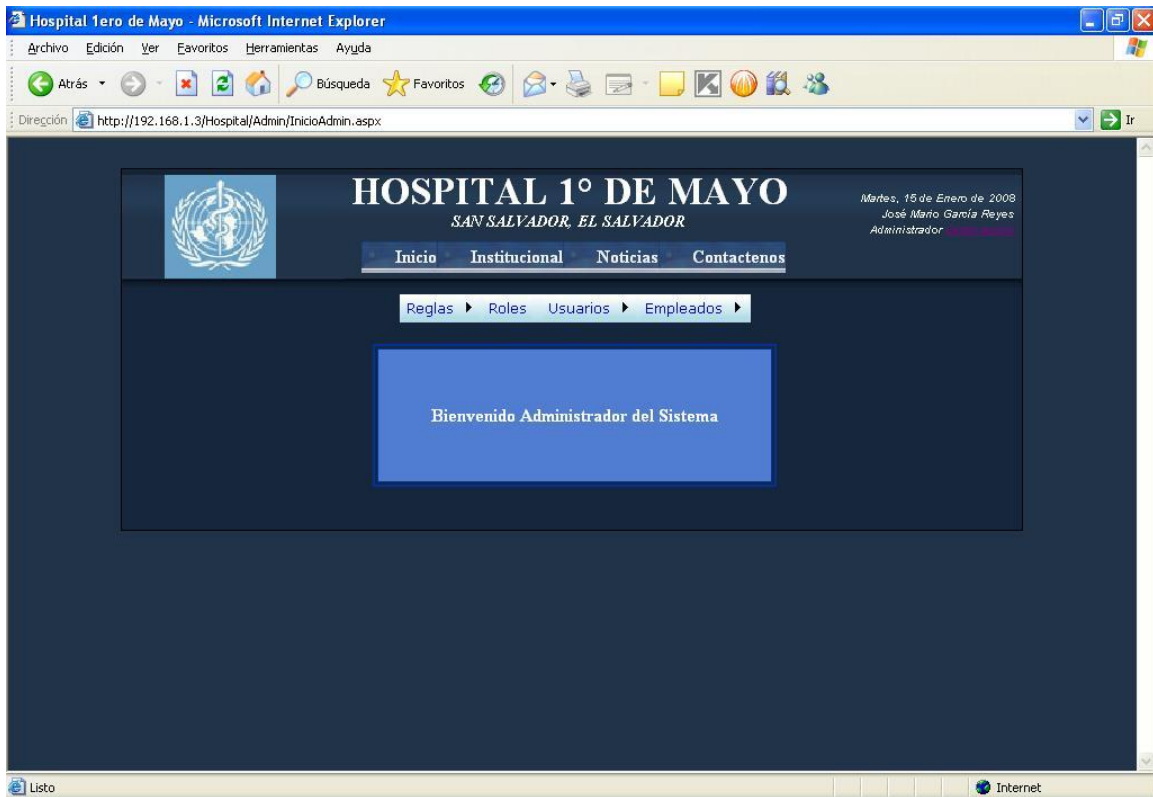 Hospital 1ero de Mayo - Microsoft Internet Explorer
Archivo Edición Ver Favoritos Herramientas Ayuda
Atrás Búsqueda Favoritos
Dirección http://192.168.1.3/Hospital/Admin/InicioAdmin.aspx Ir
HOSPITAL 1° DE MAYO
SAN SALVADOR, EL SALVADOR
Martes, 15 de Enero de 2008
José Mario García Reyes
Administrador
Inicio Institucional Noticias Contactenos
Reglas Roles Usuarios Empleados
Bienvenido Administrador del Sistema
Listo Internet